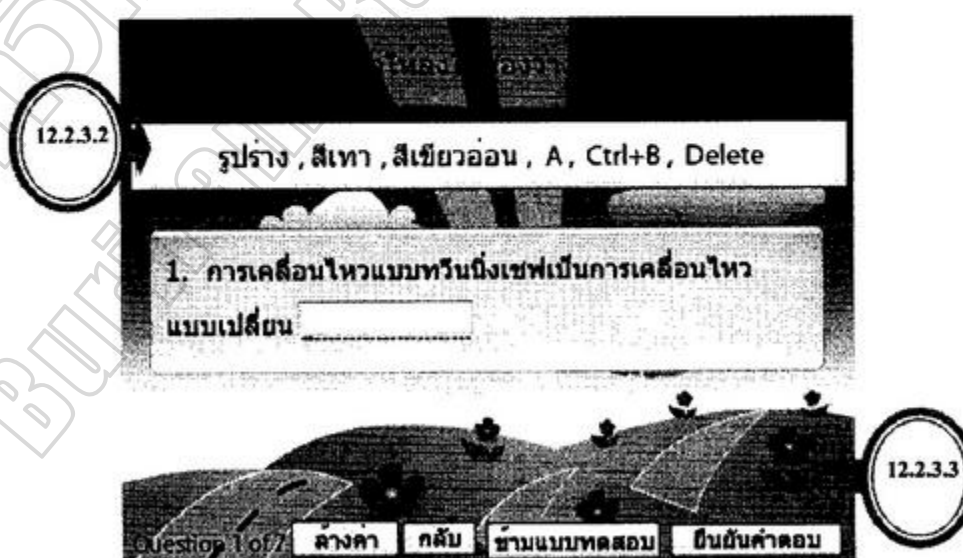 12.2.3.2
รูปร่าง , สีเทา , สีเขียวอ่อน , A , Ctrl+B , Delete
1. การเคลื่อนไหวแบบทวีนนิ่งเชฟเป็นการเคลื่อนไหว
แบบเปลี่ยน
12.2.3.3
Question 1 of 7 ล้างค่า กลับ ข้ามแบบทดสอบ ยืนยันคำตอบ